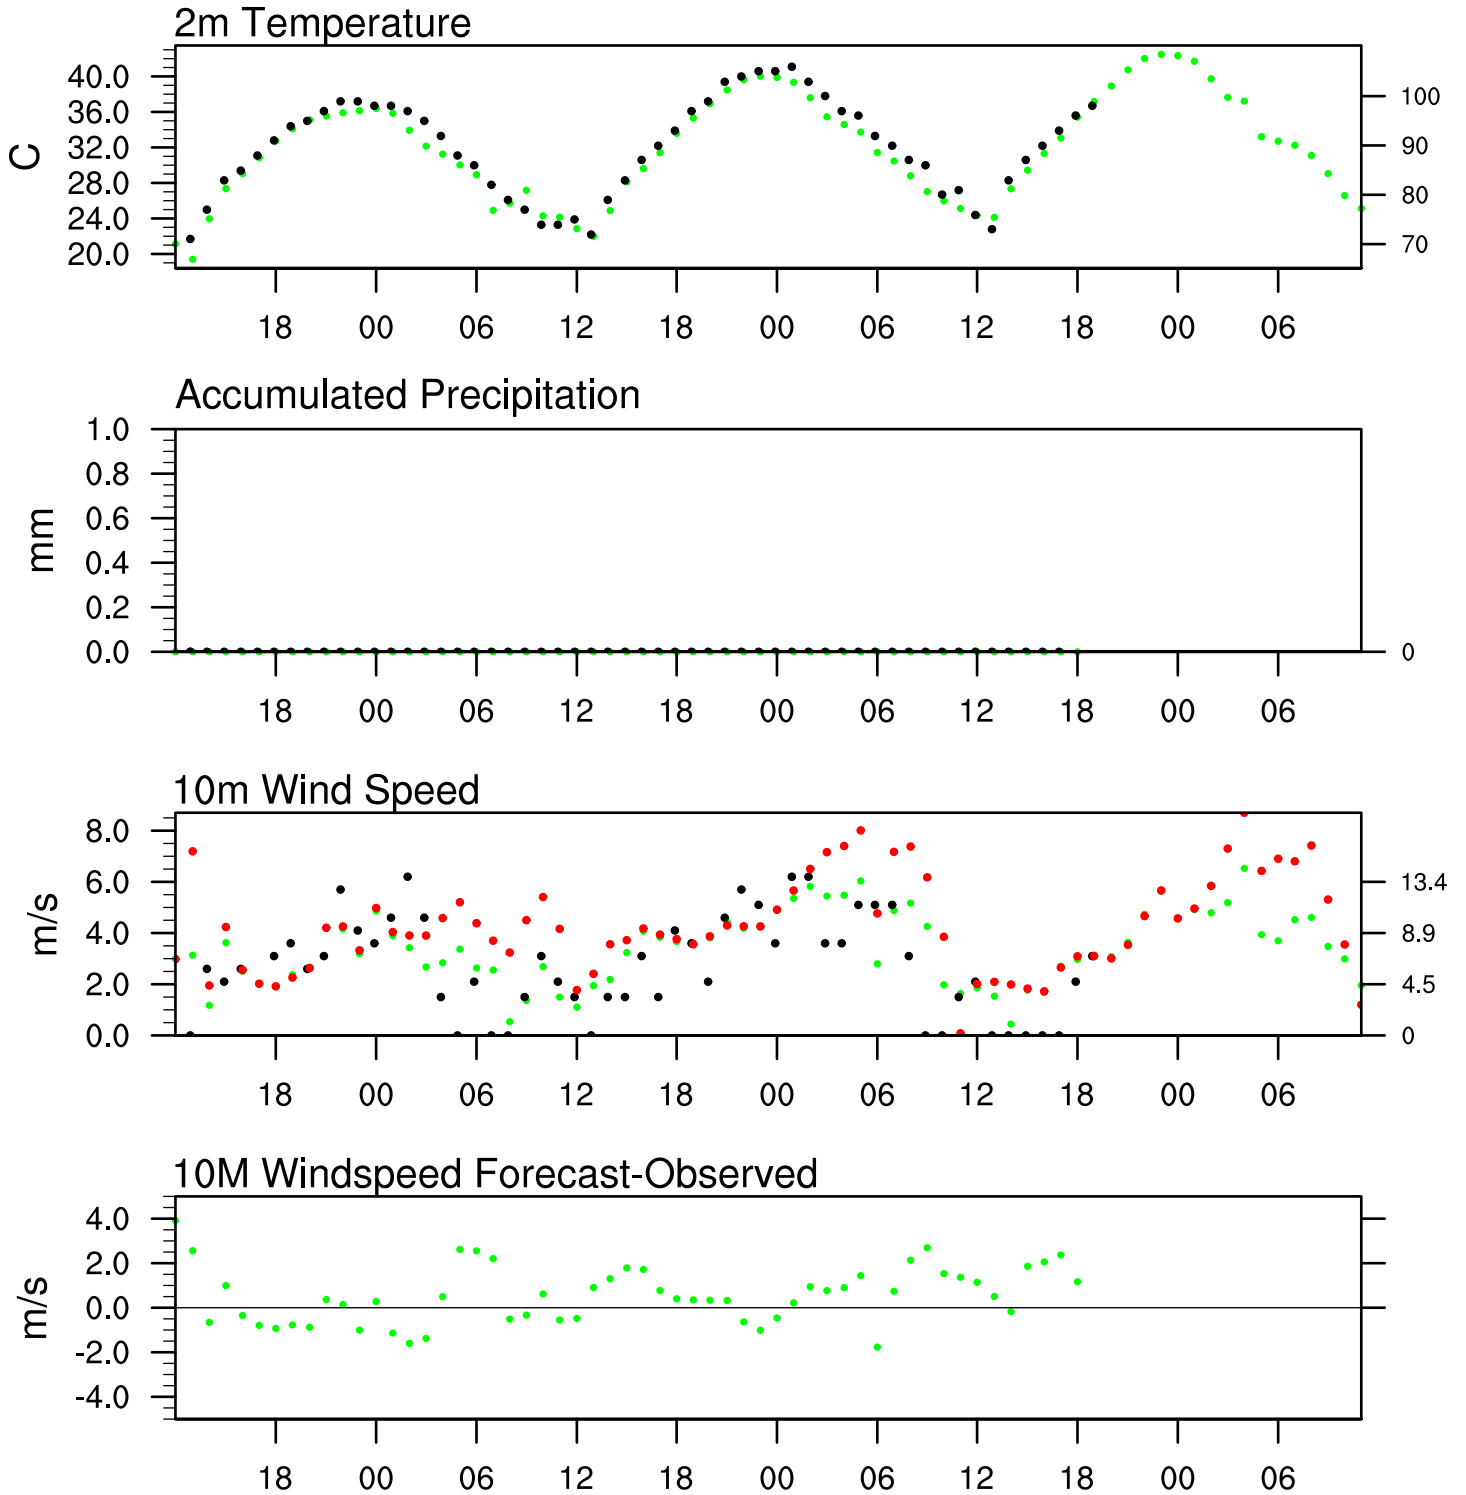 2m Temperature
C
40.0
36.0
32.0
28.0
24.0
20.0
100
90
80
70
18 00 06 12 18 00 06 12 18 00 06
Accumulated Precipitation
mm
1.0
0.8
0.6
0.4
0.2
0.0
0
18 00 06 12 18 00 06 12 18 00 06
10m Wind Speed
m/s
8.0
6.0
4.0
2.0
0.0
13.4
8.9
4.5
0
18 00 06 12 18 00 06 12 18 00 06
10M Windspeed Forecast-Observed
m/s
4.0
2.0
0.0
-2.0
-4.0
18 00 06 12 18 00 06 12 18 00 06